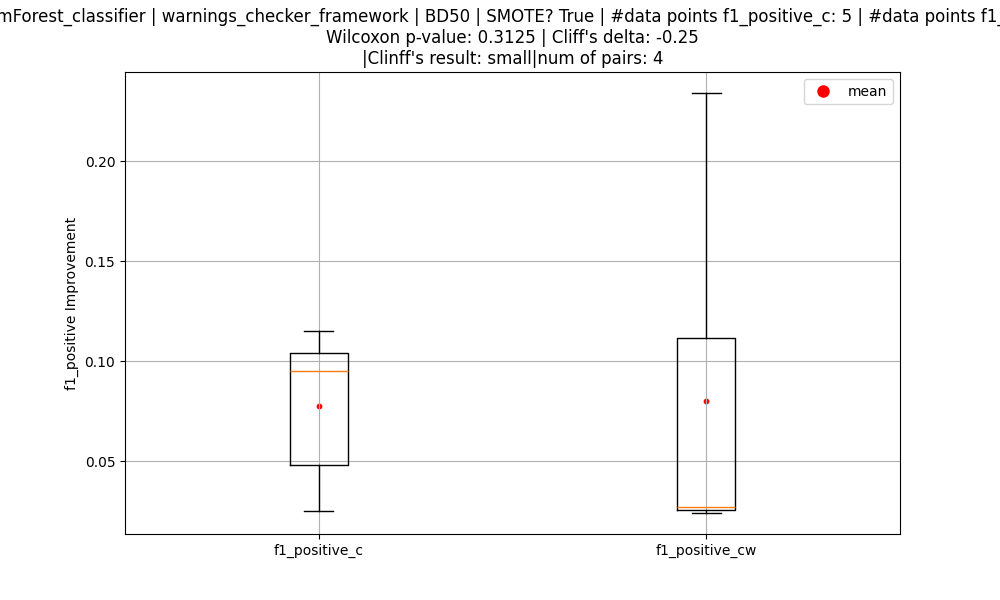 mForest_classifier | warnings_checker_framework | BD50 | SMOTE? True | #data points f1_positive_c: 5 | #data points f1_
Wilcoxon p-value: 0.3125 | Cliff's delta: -0.25
|Clinff's result: small|num of pairs: 4
mean
0.20
0.15
0.10
0.05
f1_positive Improvement
f1_positive_c
f1_positive_cw